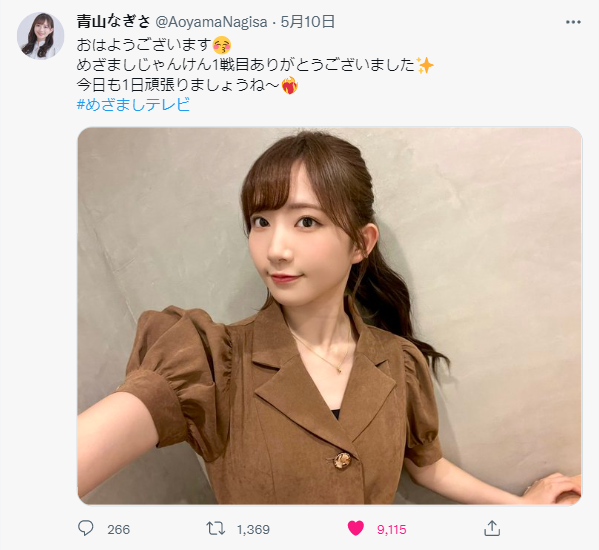 青山なぎさ @AoyamaNagisa · 5月10日
おはようございます😚
めざましじゃんけん1戦目ありがとうございました✨
今日も1日頑張りましょうね〜❤️‍🔥
#めざましテレビ
266 1,369 9,115